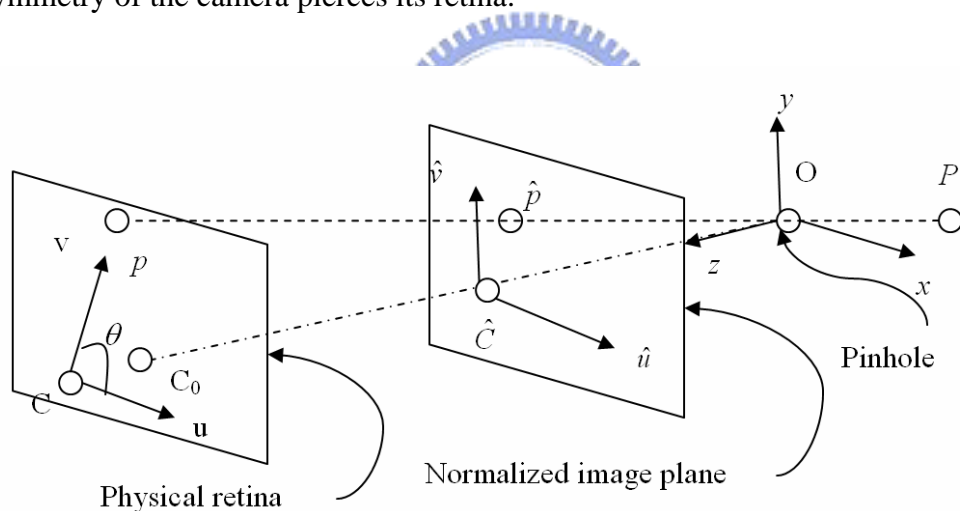 ymmetry of the camera pierces its retina.
y
O
P
v̂
p̂
v
p
z
x
θ
Ĉ
û
Pinhole
C₀
C
u
Normalized image plane
Physical retina